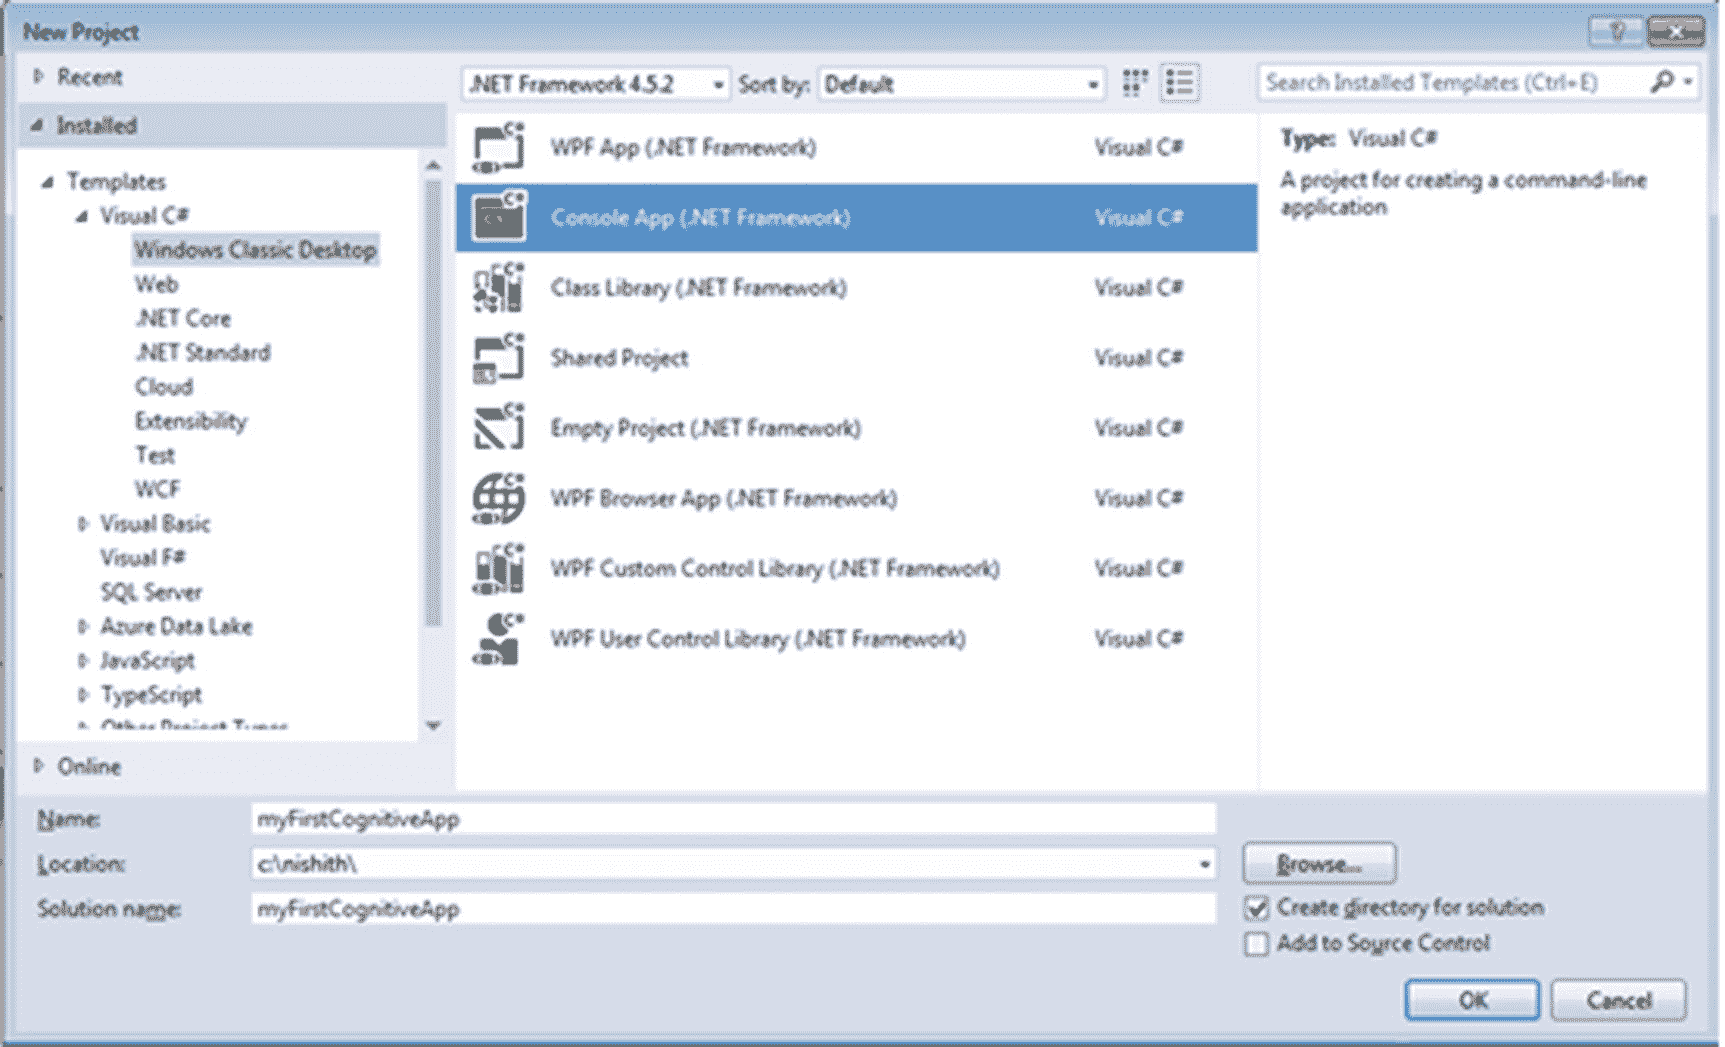 New Project
Recent
.NET Framework 4.5.2 Sort by: Default
Search Installed Templates (Ctrl+E)
Installed
Templates
Visual C#
Windows Classic Desktop
Web
.NET Core
.NET Standard
Cloud
Extensibility
Test
WCF
Visual Basic
Visual F#
SQL Server
Azure Data Lake
JavaScript
TypeScript
Other Project Types
Online
WPF App (.NET Framework) Visual C#
Console App (.NET Framework) Visual C#
Class Library (.NET Framework) Visual C#
Shared Project Visual C#
Empty Project (.NET Framework) Visual C#
WPF Browser App (.NET Framework) Visual C#
WPF Custom Control Library (.NET Framework) Visual C#
WPF User Control Library (.NET Framework) Visual C#
Type: Visual C#
A project for creating a command-line
application
Name: myFirstCognitiveApp
Location: c:\nishith\
Browse...
Solution name: myFirstCognitiveApp
Create directory for solution
Add to Source Control
OK Cancel